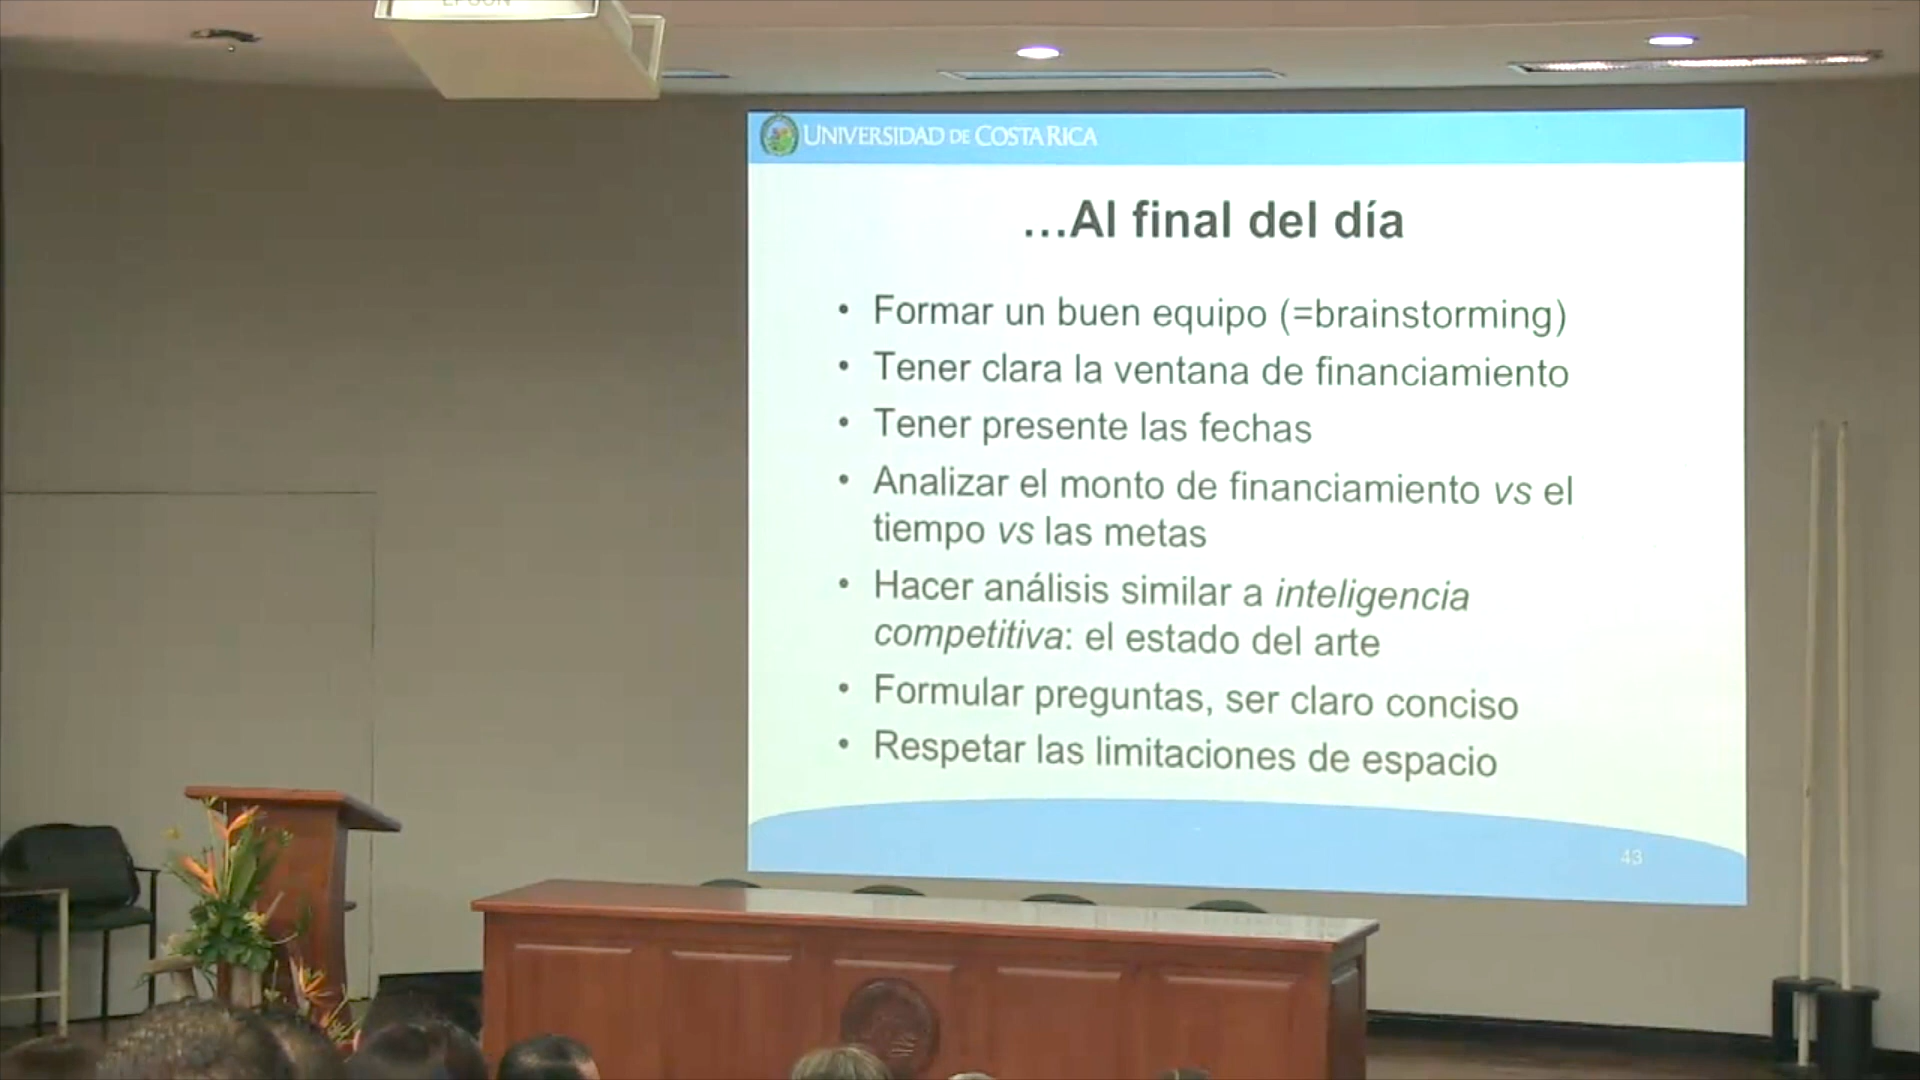 EPSON
UNIVERSIDAD DE COSTA RICA
...Al final del día
• Formar un buen equipo (=brainstorming)
• Tener clara la ventana de financiamiento
• Tener presente las fechas
• Analizar el monto de financiamiento vs el
tiempo vs las metas
• Hacer análisis similar a inteligencia
competitiva: el estado del arte
• Formular preguntas, ser claro conciso
• Respetar las limitaciones de espacio
43